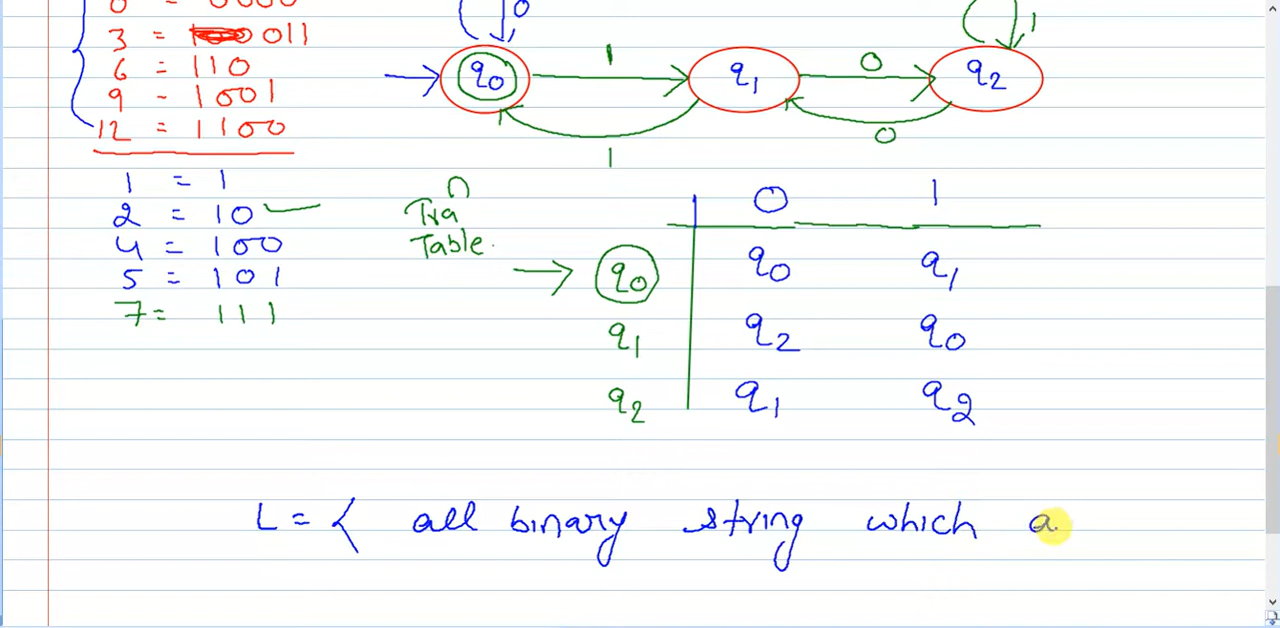 0 = 0000
3 = 011
6 = 110
9 - 1001
12 = 1100
1 = 1
2 = 10
4 = 100
5 = 101
7 = 111
0
1
q0 1 q1 0 q2
1 0
Tra n
Table.
0 1
q0 q0 q1
q1 q2 q0
q2 q1 q2
L = { all binary string which a